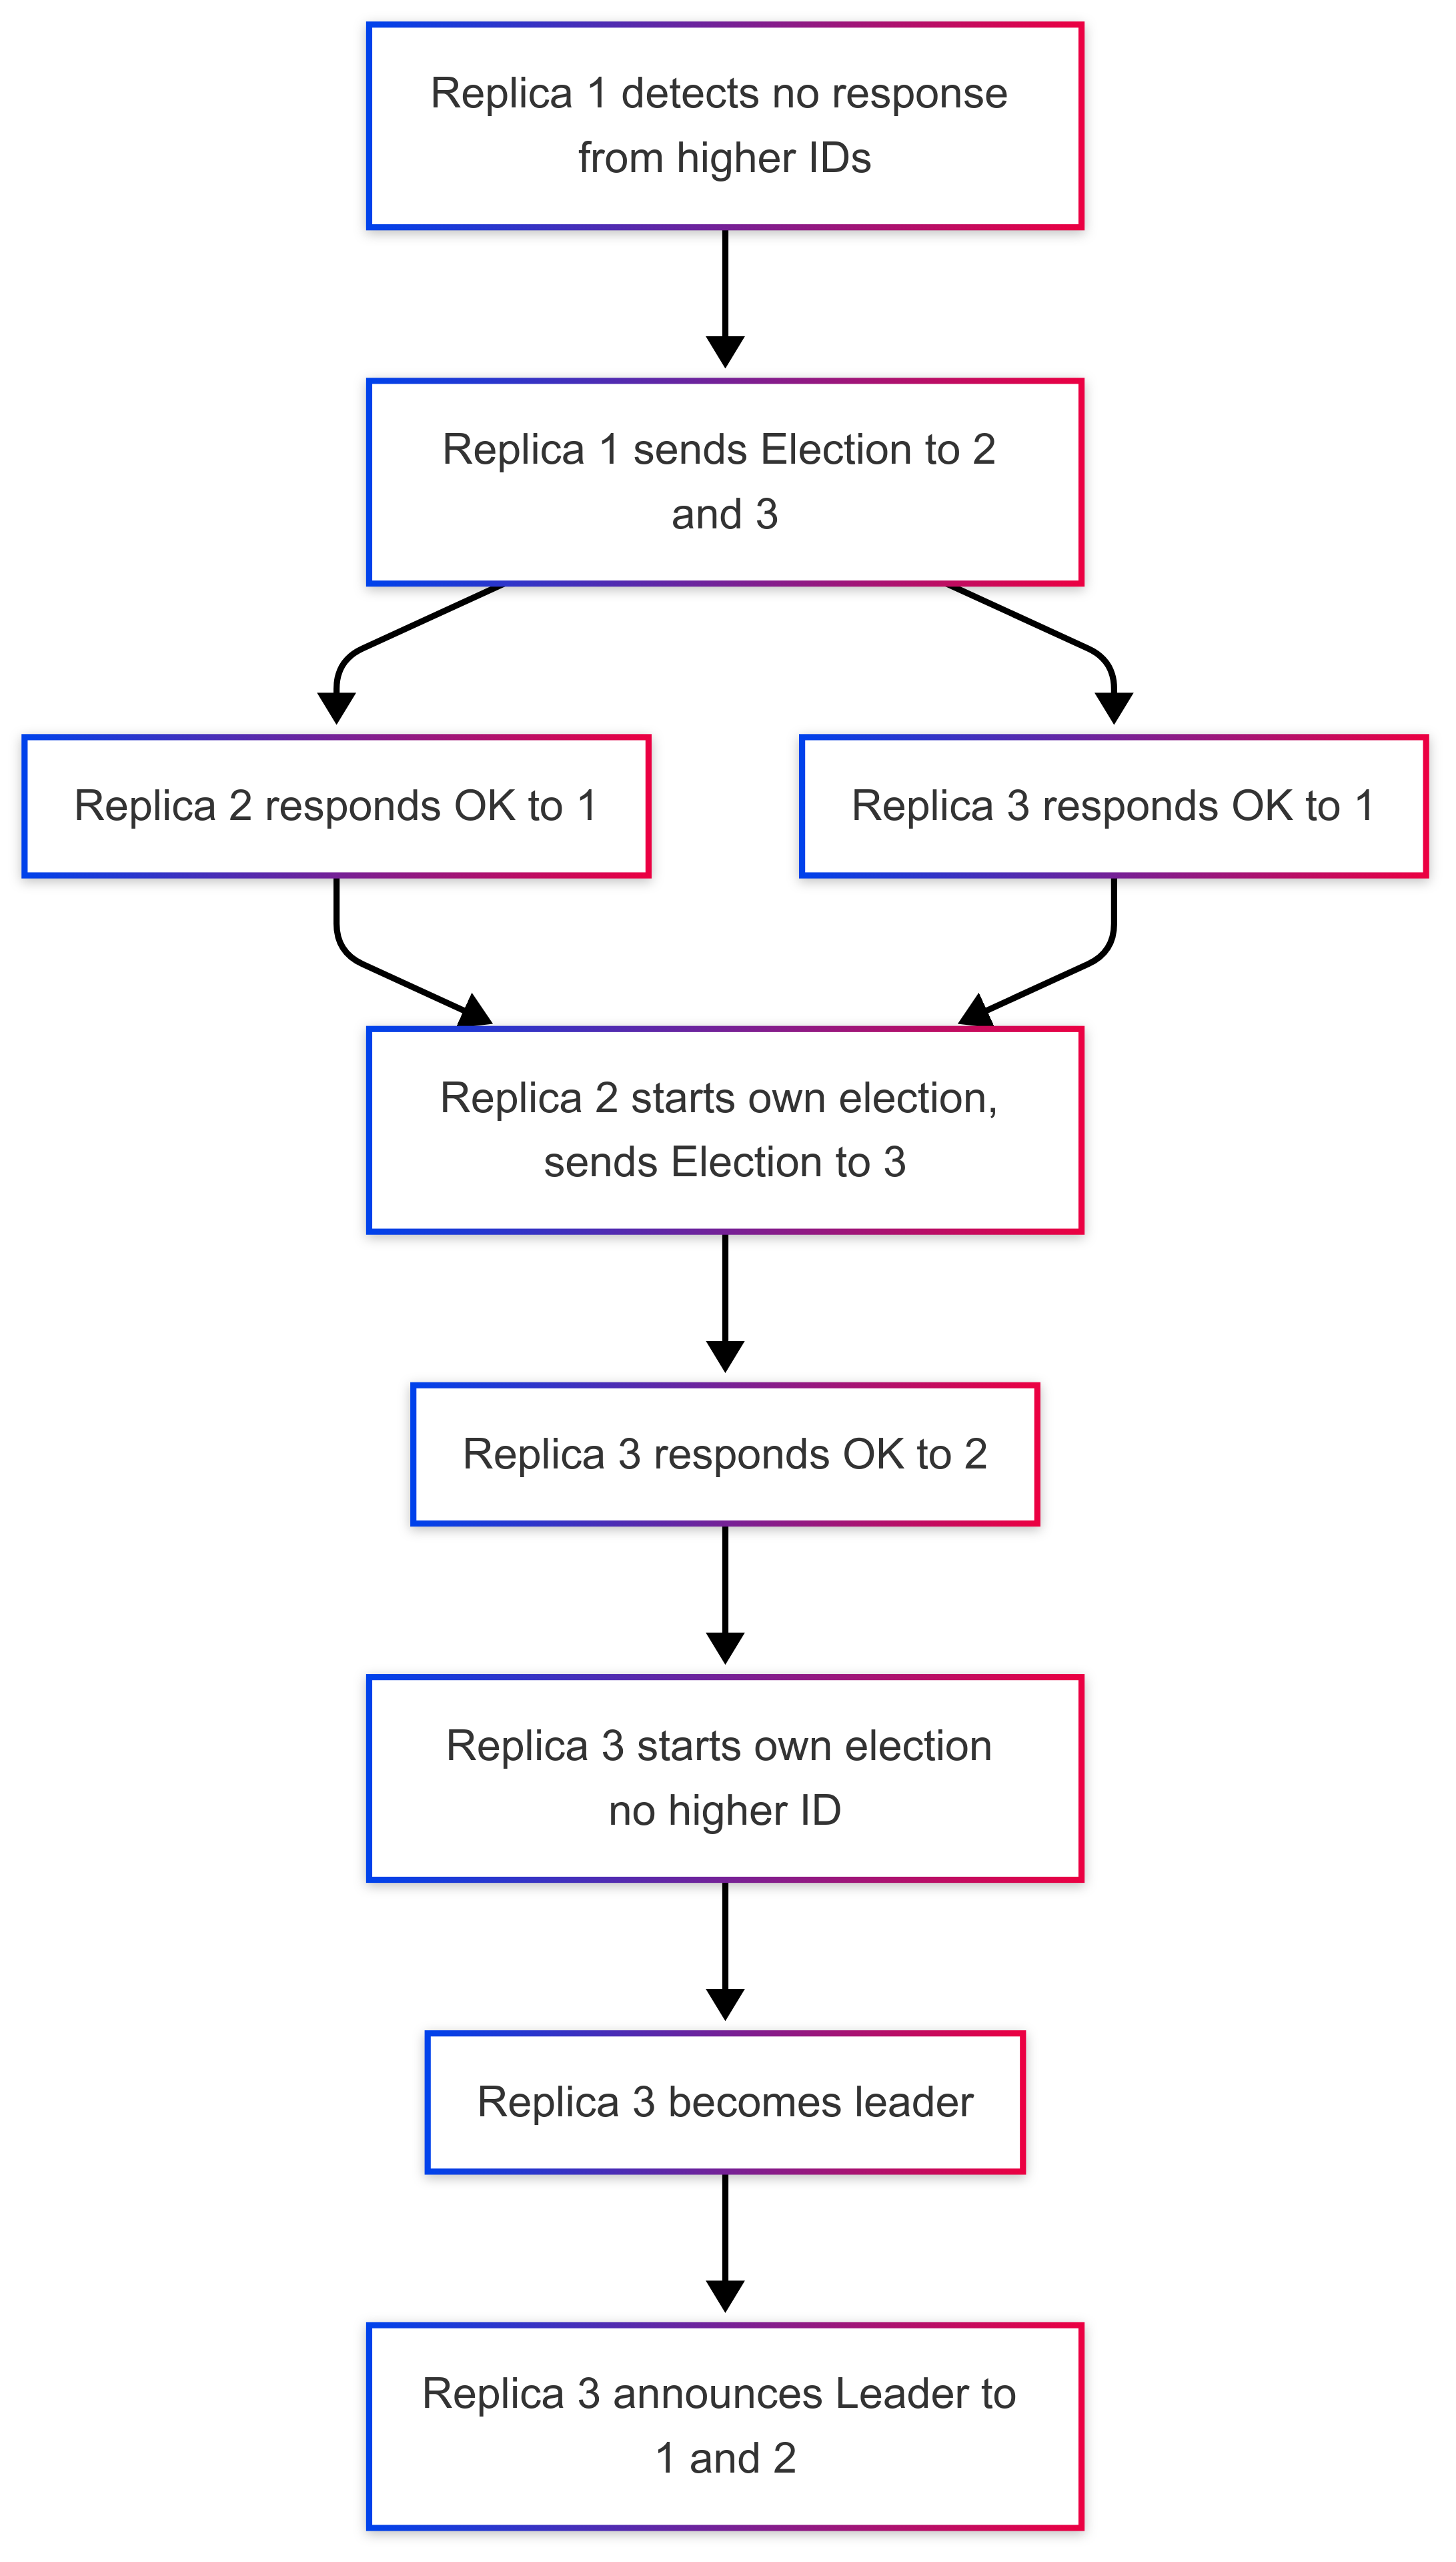 Replica 1 detects no response
from higher IDs
Replica 1 sends Election to 2
and 3
Replica 2 responds OK to 1
Replica 3 responds OK to 1
Replica 2 starts own election,
sends Election to 3
Replica 3 responds OK to 2
Replica 3 starts own election
no higher ID
Replica 3 becomes leader
Replica 3 announces Leader to
1 and 2